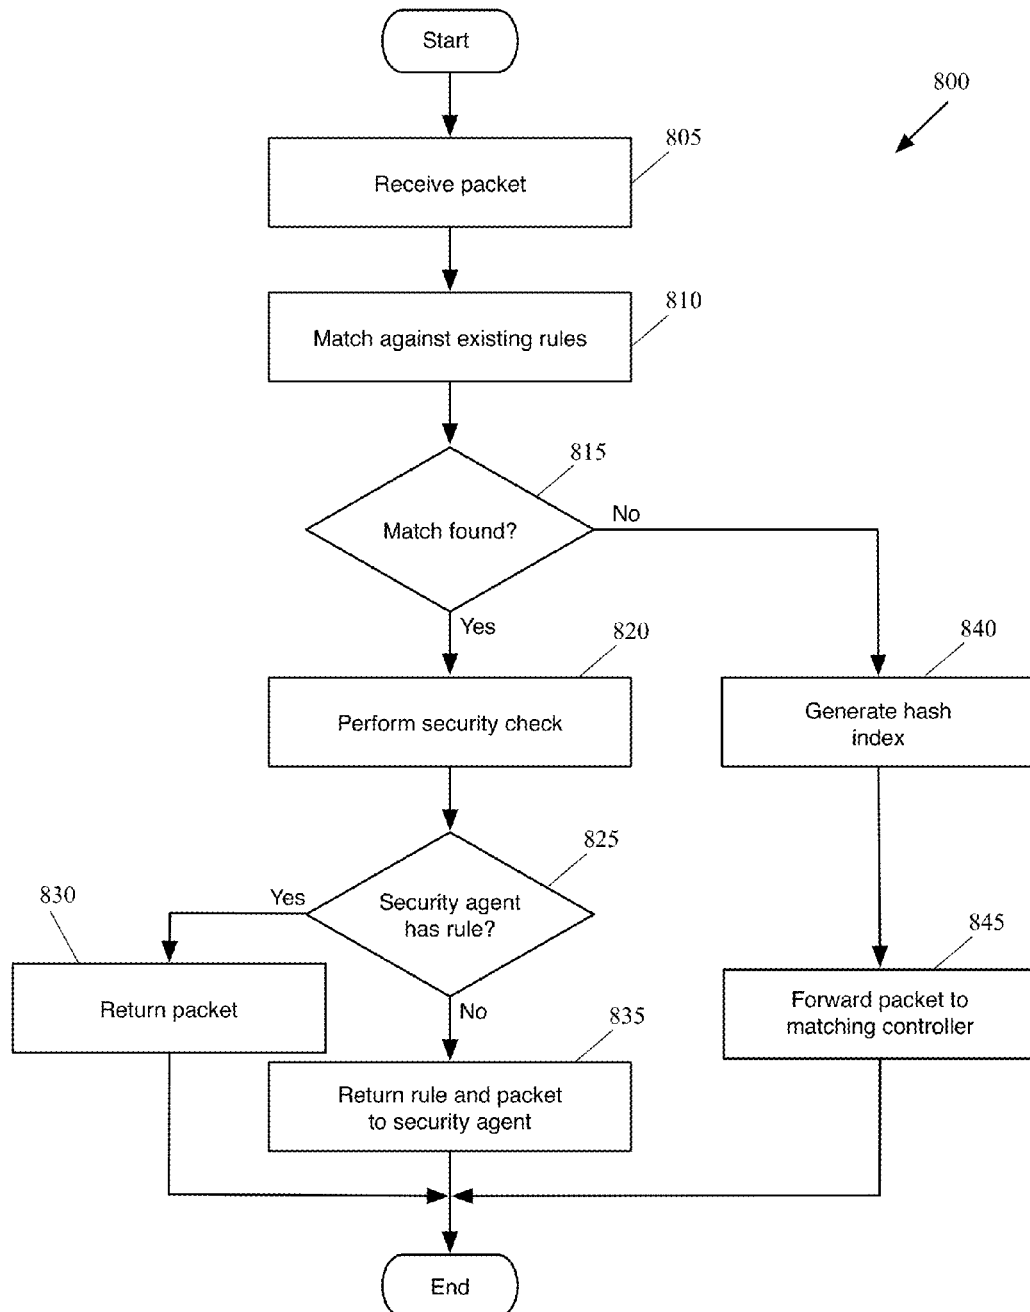 Start
800
805
Receive packet
810
Match against existing rules
815
Match found?
No
Yes
820
840
Perform security check
Generate hash
index
825
830
Yes
Security agent
has rule?
845
Return packet
No
835
Forward packet to
matching controller
Return rule and packet
to security agent
End